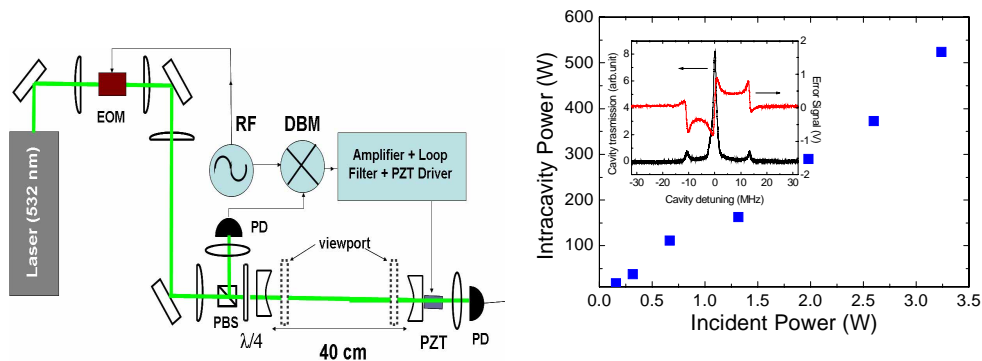 Laser (532 nm)
EOM
RF
DBM
Amplifier + Loop
Filter + PZT Driver
PD
viewport
PBS
λ/4
40 cm
PZT
PD
Intracavity Power (W)
600
500
400
300
200
100
0.0
0.5
1.0
1.5
2.0
2.5
3.0
3.5
Incident Power (W)
Cavity trasmission (arb.unit)
8
6
4
2
0
2
1
0
-1
-2
Error Signal (V)
-30
-20
-10
0
10
20
30
Cavity detuning (MHz)